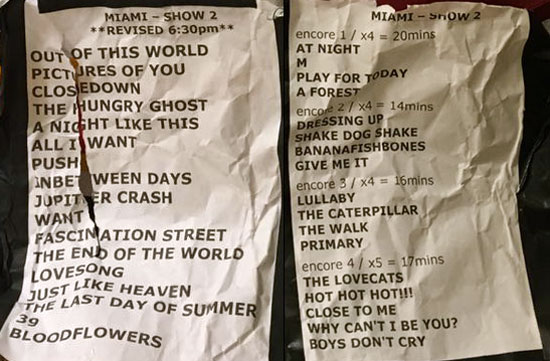 MIAMI – SHOW 2
**REVISED 6:30pm**
OUT OF THIS WORLD
PICTURES OF YOU
CLOSEDOWN
THE HUNGRY GHOST
A NIGHT LIKE THIS
ALL I WANT
PUSH
INBETWEEN DAYS
JUPITER CRASH
WANT
FASCINATION STREET
THE END OF THE WORLD
LOVESONG
JUST LIKE HEAVEN
THE LAST DAY OF SUMMER
39
BLOODFLOWERS
MIAMI – SHOW 2
encore 1 / x4 = 20mins
AT NIGHT
M
PLAY FOR TODAY
A FOREST
encore 2 / x4 = 14mins
DRESSING UP
SHAKE DOG SHAKE
BANANAFISHBONES
GIVE ME IT
encore 3 / x4 = 16mins
LULLABY
THE CATERPILLAR
THE WALK
PRIMARY
encore 4 / x5 = 17mins
THE LOVECATS
HOT HOT HOT!!!
CLOSE TO ME
WHY CAN'T I BE YOU?
BOYS DON'T CRY